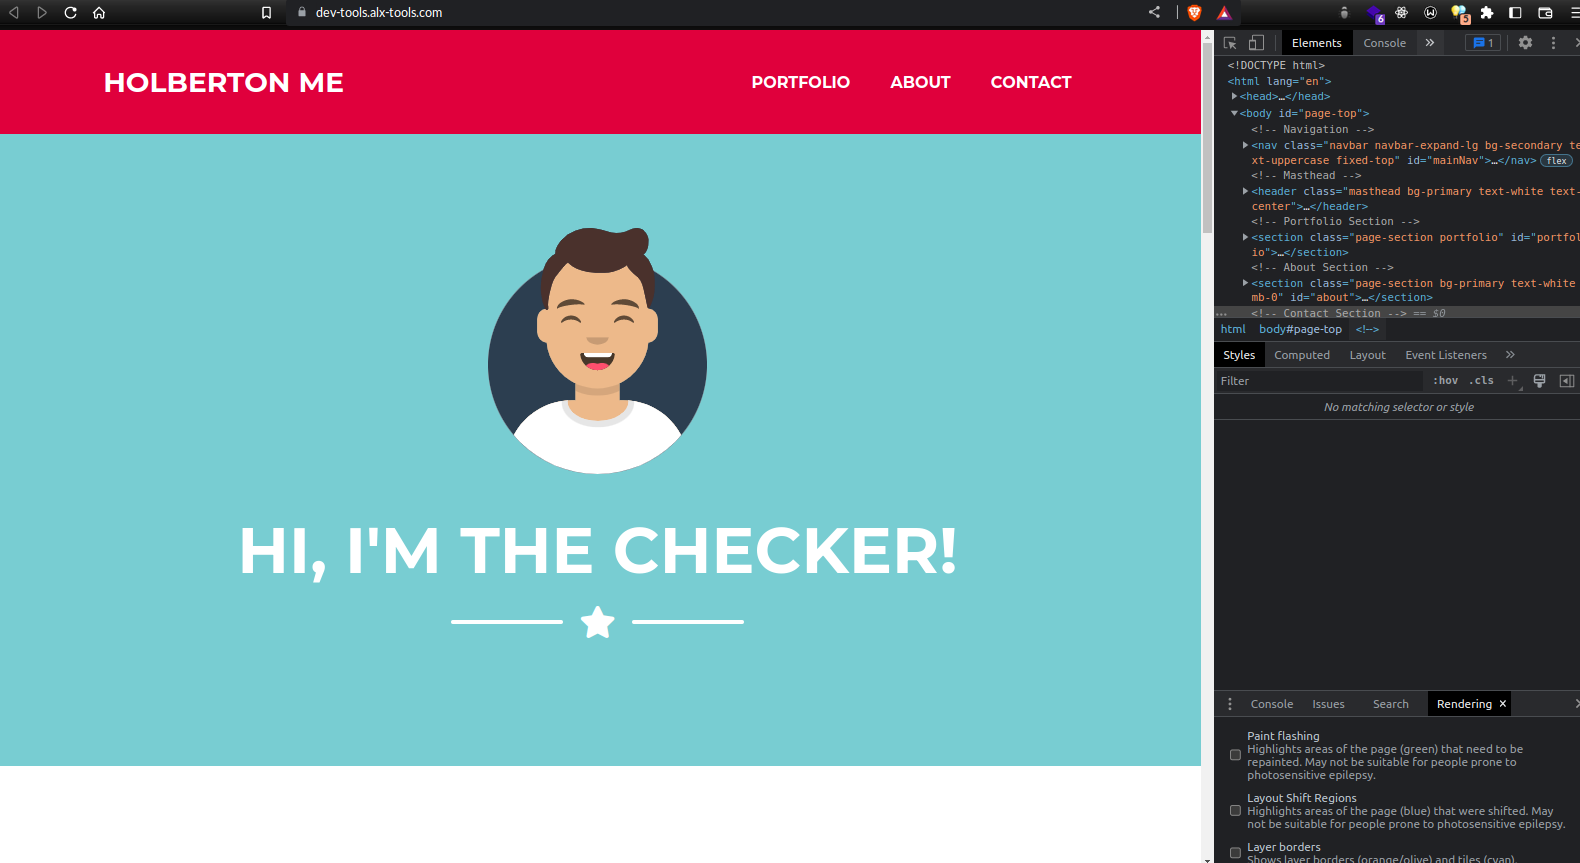 dev-tools.alx-tools.com
6
5
HOLBERTON ME
PORTFOLIO
ABOUT
CONTACT
HI, I'M THE CHECKER!
Elements
Console
1
<!DOCTYPE html>
<html lang="en">
<head>…</head>
<body id="page-top">
<!-- Navigation -->
<nav class="navbar navbar-expand-lg bg-secondary te
xt-uppercase fixed-top" id="mainNav">…</nav> flex
<!-- Masthead -->
<header class="masthead bg-primary text-white text-
center">…</header>
<!-- Portfolio Section -->
<section class="page-section portfolio" id="portfol
io">…</section>
<!-- About Section -->
<section class="page-section bg-primary text-white
mb-0" id="about">…</section>
<!-- Contact Section --> == $0
html
body#page-top
<!-->
Styles
Computed
Layout
Event Listeners
Filter
:hov
.cls
No matching selector or style
Console
Issues
Search
Rendering
Paint flashing
Highlights areas of the page (green) that need to be
repainted. May not be suitable for people prone to
photosensitive epilepsy.
Layout Shift Regions
Highlights areas of the page (blue) that were shifted. May
not be suitable for people prone to photosensitive epilepsy.
Layer borders
Shows layer borders (orange/olive) and tiles (cyan).